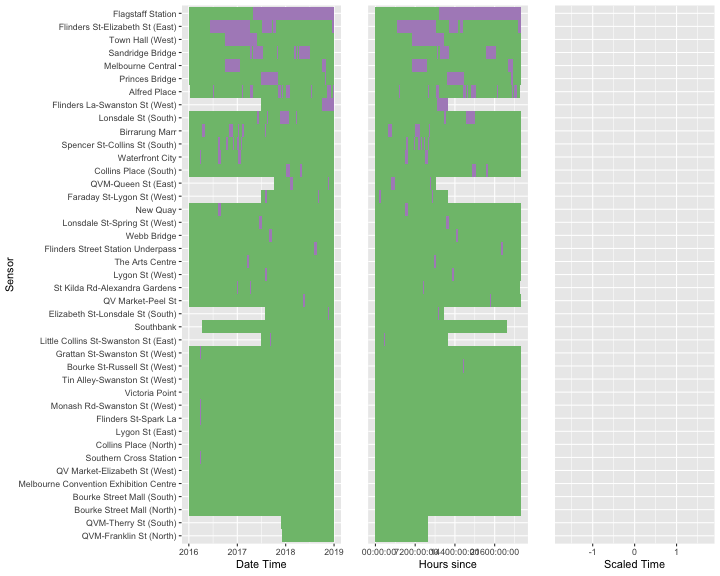 Flagstaff Station
Flinders St-Elizabeth St (East)
Town Hall (West)
Sandridge Bridge
Melbourne Central
Princes Bridge
Alfred Place
Flinders La-Swanston St (West)
Lonsdale St (South)
Birrarung Marr
Spencer St-Collins St (South)
Waterfront City
Collins Place (South)
QVM-Queen St (East)
Faraday St-Lygon St (West)
New Quay
Lonsdale St-Spring St (West)
Webb Bridge
Flinders Street Station Underpass
The Arts Centre
Lygon St (West)
St Kilda Rd-Alexandra Gardens
QV Market-Peel St
Elizabeth St-Lonsdale St (South)
Southbank
Little Collins St-Swanston St (East)
Grattan St-Swanston St (West)
Bourke St-Russell St (West)
Tin Alley-Swanston St (West)
Victoria Point
Monash Rd-Swanston St (West)
Flinders St-Spark La
Lygon St (East)
Collins Place (North)
Southern Cross Station
QV Market-Elizabeth St (West)
Melbourne Convention Exhibition Centre
Bourke Street Mall (South)
Bourke Street Mall (North)
QVM-Therry St (South)
QVM-Franklin St (North)
Sensor
2016 2017 2018 2019
-1 0 1
Date Time Hours since Scaled Time